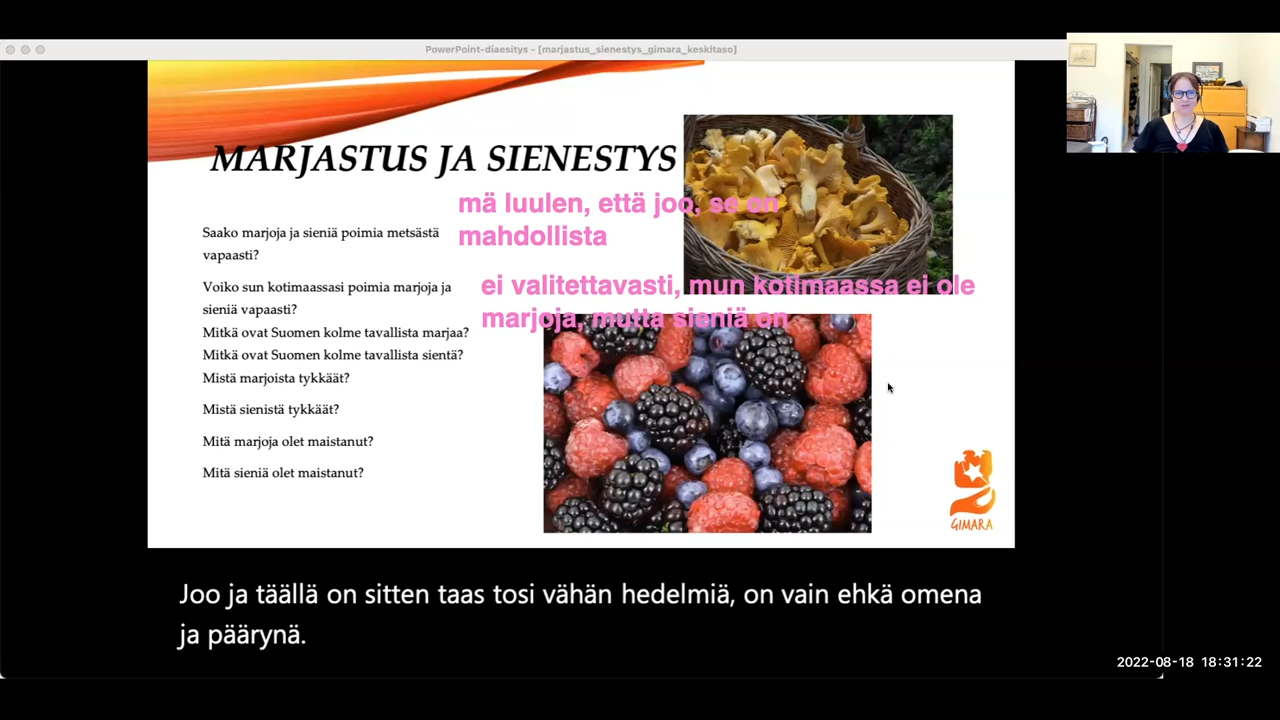 PowerPoint-diaesitys - [marjastus_sienestys_gimara_keskitaso]
MARJASTUS JA SIENESTYS
mä luulen, että joo, se on
mahdollista
Saako marjoja ja sieniä poimia metsästä
vapaasti?
ei valitettavasti, mun kotimaassa ei ole
marjoja, mutta sieniä on
Voiko sun kotimaassasi poimia marjoja ja
sieniä vapaasti?
Mitkä ovat Suomen kolme tavallista marjaa?
Mitkä ovat Suomen kolme tavallista sientä?
Mistä marjoista tykkäät?
Mistä sienistä tykkäät?
Mitä marjoja olet maistanut?
Mitä sieniä olet maistanut?
GIMARA
Joo ja täällä on sitten taas tosi vähän hedelmiä, on vain ehkä omena
ja päärynä.
2022-08-18 18:31:22